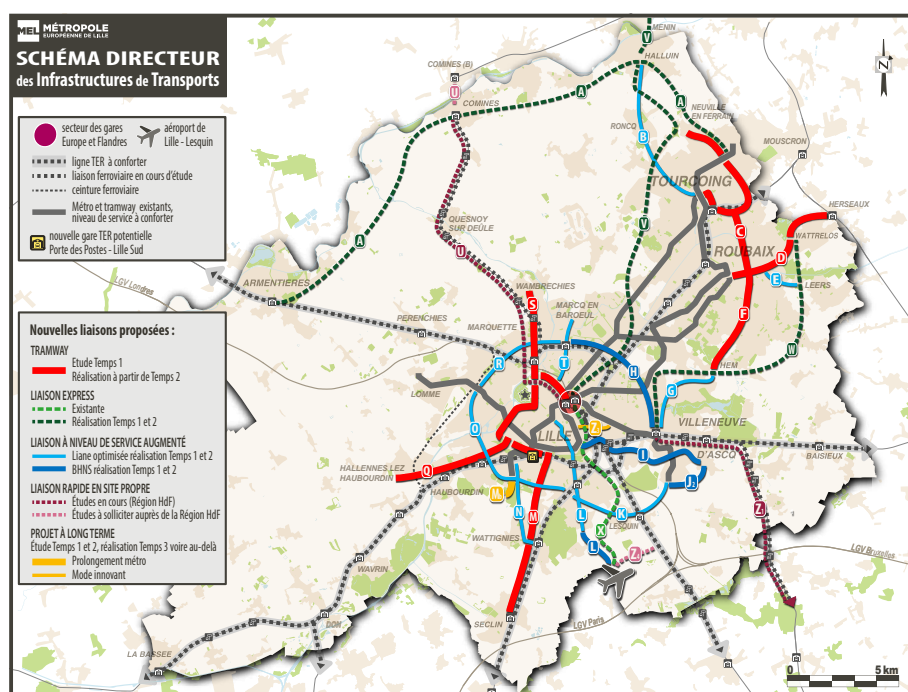 MEL MÉTROPOLE
EUROPÉENNE DE LILLE
SCHÉMA DIRECTEUR
des Infrastructures de Transports
secteur des gares
Europe et Flandres
aéroport de
Lille - Lesquin
ligne TER à conforter
liaison ferroviaire en cours d'étude
ceinture ferroviaire
Métro et tramway existants,
niveau de service à conforter
nouvelle gare TER potentielle
Porte des Postes - Lille Sud
Nouvelles liaisons proposées :
TRAMWAY
Etude Temps 1
Réalisation à partir de Temps 2
LIAISON EXPRESS
Existante
Réalisation Temps 1 et 2
LIAISON À NIVEAU DE SERVICE AUGMENTÉ
Liane optimisée réalisation Temps 1 et 2
BHNS réalisation Temps 1 et 2
LIAISON RAPIDE EN SITE PROPRE
Études en cours (Région HdF)
Études à solliciter auprès de la Région HdF
PROJET À LONG TERME
Étude Temps 1 et 2, réalisation Temps 3 voire au-delà
Prolongement métro
Mode innovant
MENIN
V
HALLUIN
N
COMINES (B)
U
COMINES
A
A
NEUVILLE
EN FERRAIN
RONCQ
B
MOUSCRON
TOURCOING
HERSEAUX
QUESNOY
SUR DEÛLE
V
C
WATTRELOS
A
U
ROUBAIX
D
E
LEERS
LGV Londres
ARMENTIÈRES
WAMBRECHIES
S
MARCQ EN
BAROEUL
F
PERENCHIES
MARQUETTE
W
R
T
H
HEM
LOMME
G
O
LILLE
Z
VILLENEUVE
D'ASCQ
I
BAISIEUX
HALLENNES LEZ
HAUBOURDIN
Q
HAUBOURDIN
M
J
N
M
L
K
Z
LESQUIN
X
WATTIGNIES
L
Z
LGV Bruxelles
WAVRIN
SECLIN
LGV Paris
DON
LA BASSEE
0
5 km